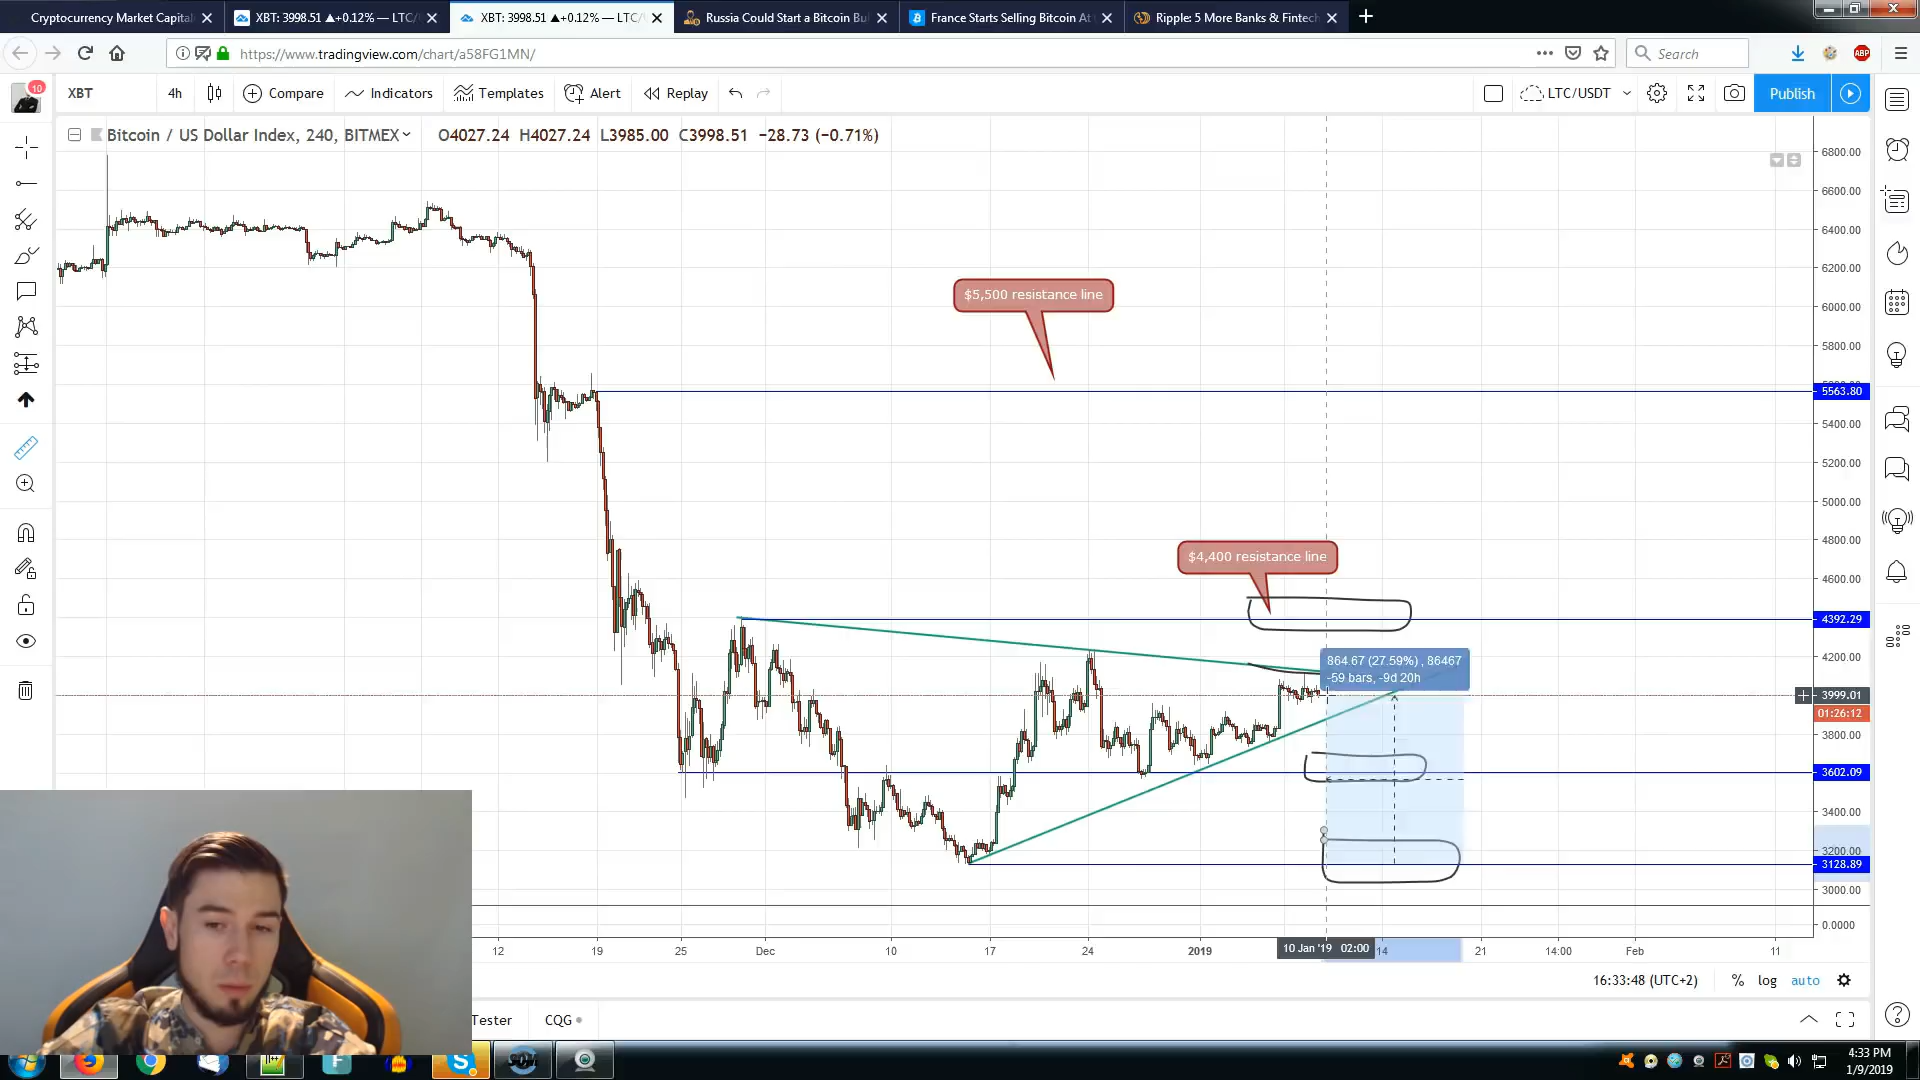 Cryptocurrency Market Capital
XBT: 3998.51 ▲+0.12% — LTC/
XBT: 3998.51 ▲+0.12% — LTC/
Russia Could Start a Bitcoin Bu
France Starts Selling Bitcoin At
Ripple: 5 More Banks & Fintech
https://www.tradingview.com/chart/a58FG1MN/
Search
ABP
10
XBT
4h
Compare
Indicators
Templates
Alert
Replay
LTC/USDT
Publish
Bitcoin / US Dollar Index, 240, BITMEX
O4027.24 H4027.24 L3985.00 C3998.51 −28.73 (−0.71%)
6800.00
6600.00
6400.00
6200.00
6000.00
5800.00
5563.80
5400.00
5200.00
5000.00
4800.00
4600.00
4392.29
4200.00
3999.01
01:26:12
3800.00
3602.09
3400.00
3200.00
3128.89
3000.00
0.0000
$5,500 resistance line
$4,400 resistance line
864.67 (27.59%) , 86467
-59 bars, -9d 20h
12
19
25
Dec
10
17
24
2019
10 Jan '19 02:00
14
21
14:00
Feb
11
16:33:48 (UTC+2)
%
log
auto
Tester
CQG
4:33 PM
1/9/2019